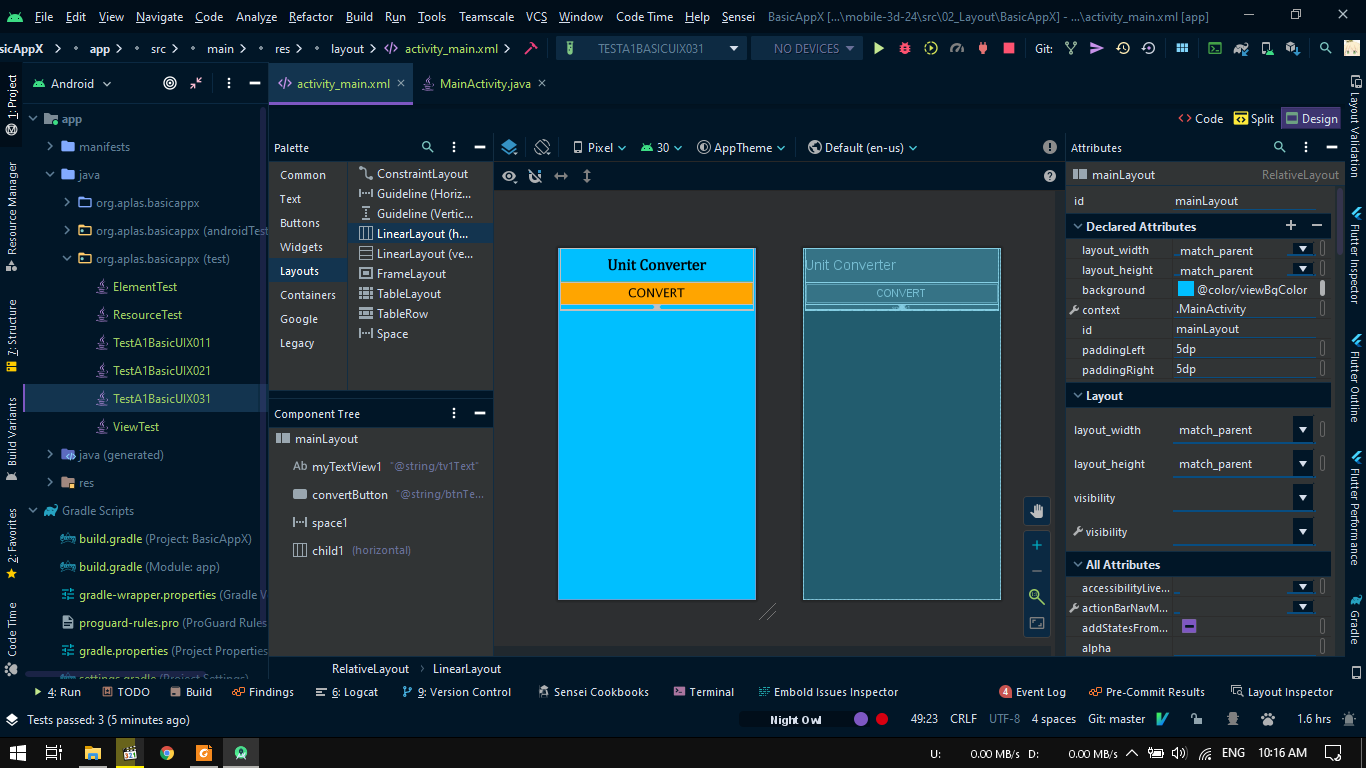 File Edit View Navigate Code Analyze Refactor Build Run Tools Teamscale VCS Window Code Time Help Sensei BasicAppX [...\mobile-3d-24\src\02_Layout\BasicAppX] - ...\activity_main.xml [app]
asicAppX app src main res layout activity_main.xml TESTA1BASICUIX031 NO DEVICES Git:
Android activity_main.xml MainActivity.java
Code Split Design
1: Project
Resource Manager
7: Structure
Build Variants
2: Favorites
Code Time
app
manifests
java
org.aplas.basicappx
org.aplas.basicappx (androidTest
org.aplas.basicappx (test)
ElementTest
ResourceTest
TestA1BasicUIX011
TestA1BasicUIX021
TestA1BasicUIX031
ViewTest
java (generated)
res
Gradle Scripts
build.gradle (Project: BasicAppX)
build.gradle (Module: app)
gradle-wrapper.properties (Gradle V
proguard-rules.pro (ProGuard Rules
gradle.properties (Project Properties
settings.gradle (Project Settings)
Palette
Common
Text
Buttons
Widgets
Layouts
Containers
Google
Legacy
ConstraintLayout
Guideline (Horiz...
Guideline (Vertic...
LinearLayout (h...
LinearLayout (ve...
FrameLayout
TableLayout
TableRow
Space
Component Tree
mainLayout
Ab myTextView1 "@string/tv1Text"
convertButton "@string/btnTe...
space1
child1 (horizontal)
Pixel 30 AppTheme Default (en-us)
Unit Converter
CONVERT
Unit Converter
CONVERT
Attributes
mainLayout RelativeLayout
id mainLayout
Declared Attributes
layout_width match_parent
layout_height match_parent
background @color/viewBgColor
context .MainActivity
id mainLayout
paddingLeft 5dp
paddingRight 5dp
Layout
layout_width match_parent
layout_height match_parent
visibility
visibility
All Attributes
accessibilityLive...
actionBarNavM...
addStatesFrom...
alpha
Layout Validation
Flutter Inspector
Flutter Outline
Flutter Performance
Gradle
RelativeLayout LinearLayout
4: Run TODO Build Findings 6: Logcat 9: Version Control Sensei Cookbooks Terminal Embold Issues Inspector 4 Event Log Pre-Commit Results Layout Inspector
Tests passed: 3 (5 minutes ago) Night Owl 49:23 CRLF UTF-8 4 spaces Git: master 1.6 hrs
321 U: 0.00 MB/s D: 0.00 MB/s ENG 10:16 AM